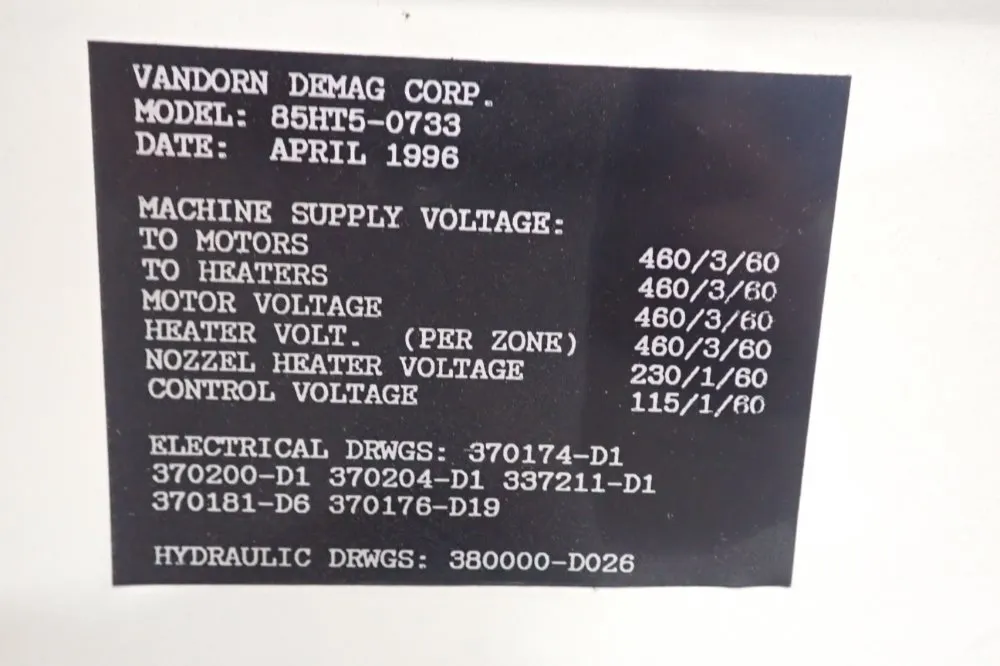 VANDORN DEMAG CORP.
MODEL: 85HT5-0733
DATE: APRIL 1996
MACHINE SUPPLY VOLTAGE:
TO MOTORS 460/3/60
TO HEATERS 460/3/60
MOTOR VOLTAGE 460/3/60
HEATER VOLT. (PER ZONE) 460/3/60
NOZZEL HEATER VOLTAGE 230/1/60
CONTROL VOLTAGE 115/1/60
ELECTRICAL DRWGS: 370174-D1
370200-D1 370204-D1 337211-D1
370181-D6 370176-D19
HYDRAULIC DRWGS: 380000-D026